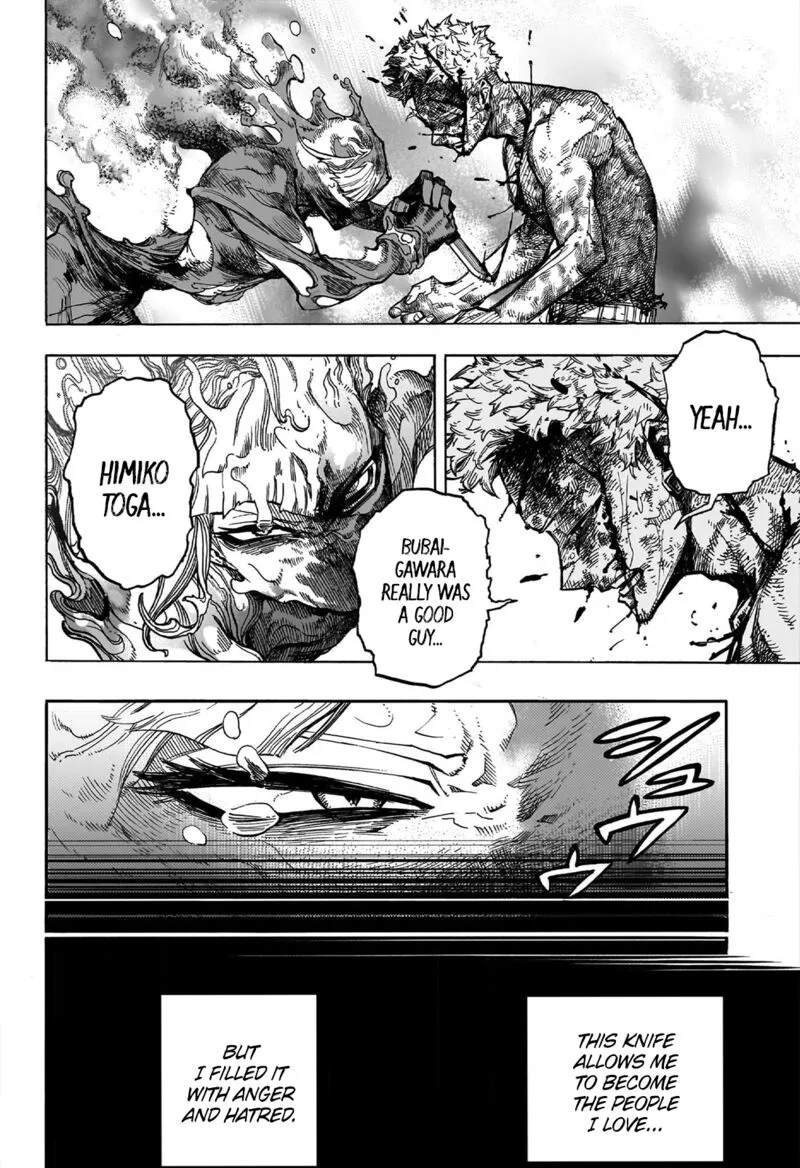 YEAH...
BUBAI-
GAWARA
REALLY WAS
A GOOD
GUY...
HIMIKO
TOGA...
シュウウ
THIS KNIFE
ALLOWS ME
TO BECOME
THE PEOPLE
I LOVE...
BUT
I FILLED IT
WITH ANGER
AND HATRED.